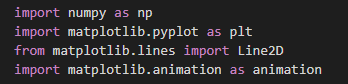 import numpy as np
import matplotlib.pyplot as plt
from matplotlib.lines import Line2D
import matplotlib.animation as animation